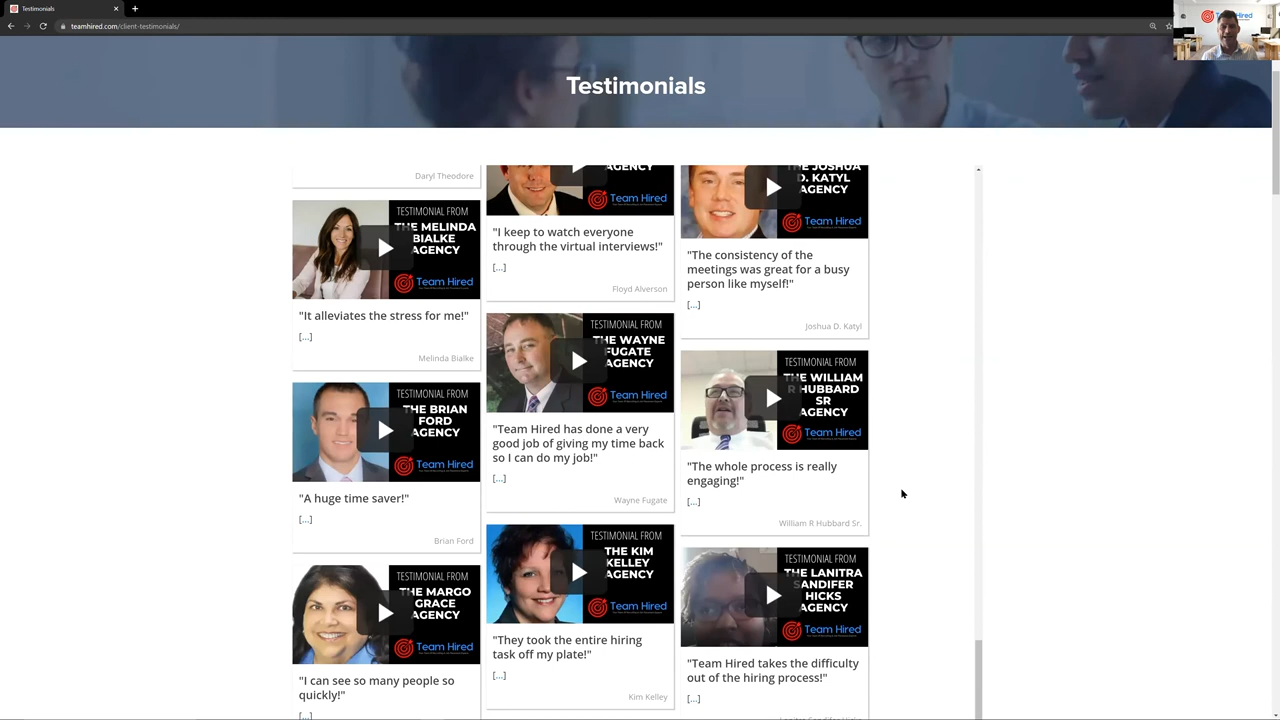 Testimonials
teamhired.com/client-testimonials/
Team Hired
Testimonials
Daryl Theodore
TESTIMONIAL FROM
THE MELINDA
BIALKE
AGENCY
Team Hired
"It alleviates the stress for me!"
[...]
Melinda Bialke
TESTIMONIAL FROM
THE BRIAN
FORD
AGENCY
Team Hired
"A huge time saver!"
[...]
Brian Ford
TESTIMONIAL FROM
THE MARGO
GRACE
AGENCY
Team Hired
"I can see so many people so
quickly!"
[...]
AGENCY
Team Hired
"I keep to watch everyone
through the virtual interviews!"
[...]
Floyd Alverson
TESTIMONIAL FROM
THE WAYNE
FUGATE
AGENCY
Team Hired
"Team Hired has done a very
good job of giving my time back
so I can do my job!"
[...]
Wayne Fugate
TESTIMONIAL FROM
THE KIM
KELLEY
AGENCY
Team Hired
"They took the entire hiring
task off my plate!"
[...]
Kim Kelley
THE JOSHUA
D. KATYL
AGENCY
Team Hired
"The consistency of the
meetings was great for a busy
person like myself!"
[...]
Joshua D. Katyl
TESTIMONIAL FROM
THE WILLIAM
R HUBBARD
SR
AGENCY
Team Hired
"The whole process is really
engaging!"
[...]
William R Hubbard Sr.
TESTIMONIAL FROM
THE LANITRA
SANDIFER
HICKS
AGENCY
Team Hired
"Team Hired takes the difficulty
out of the hiring process!"
[...]
Lanitra Sandifer Hicks